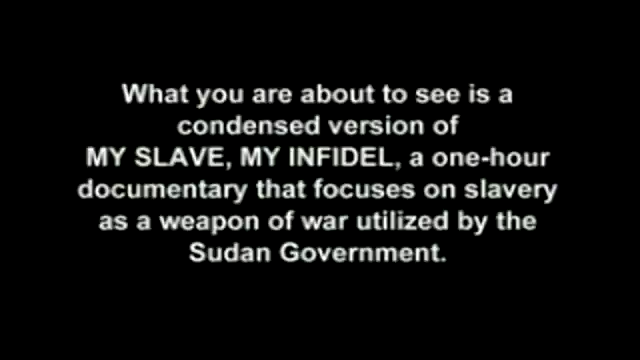 What you are about to see is a
condensed version of
MY SLAVE, MY INFIDEL, a one-hour
documentary that focuses on slavery
as a weapon of war utilized by the
Sudan Government.